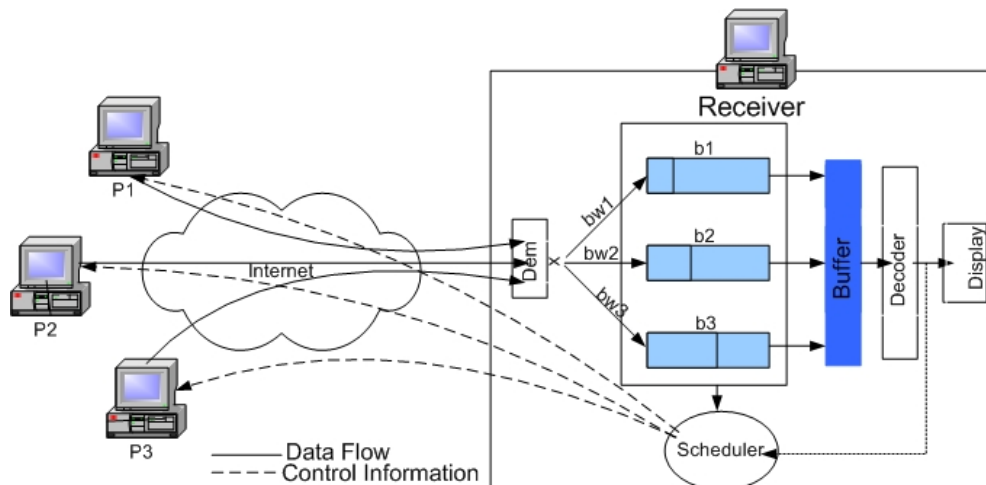 Receiver
P1
P2
P3
Internet
Dem
x
bw1
bw2
bw3
b1
b2
b3
Buffer
Decoder
Display
Scheduler
Data Flow
Control Information